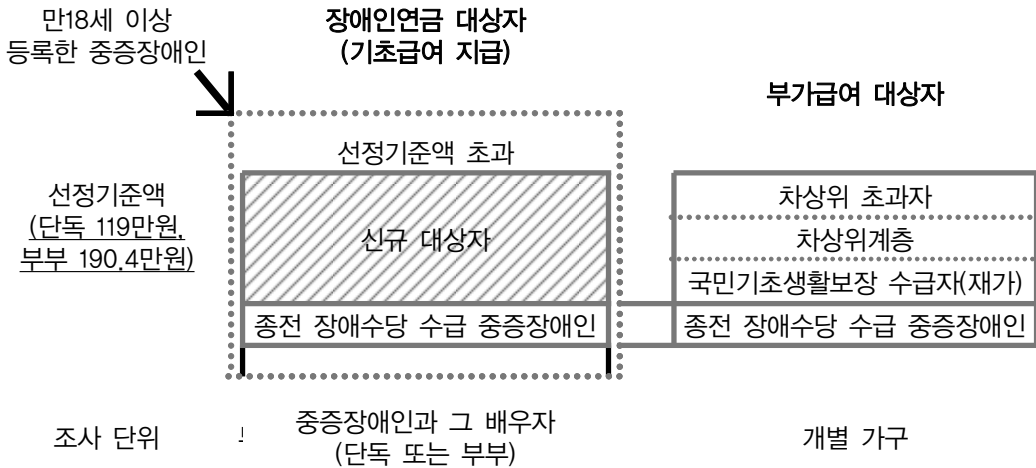 만18세 이상
등록한 중증장애인
장애인연금 대상자
(기초급여 지급)
부가급여 대상자
선정기준액 초과
선정기준액
(단독 119만원,
부부 190.4만원)
신규 대상자
차상위 초과자
차상위계층
국민기초생활보장 수급자(재가)
종전 장애수당 수급 중증장애인
종전 장애수당 수급 중증장애인
조사 단위
중증장애인과 그 배우자
(단독 또는 부부)
개별 가구